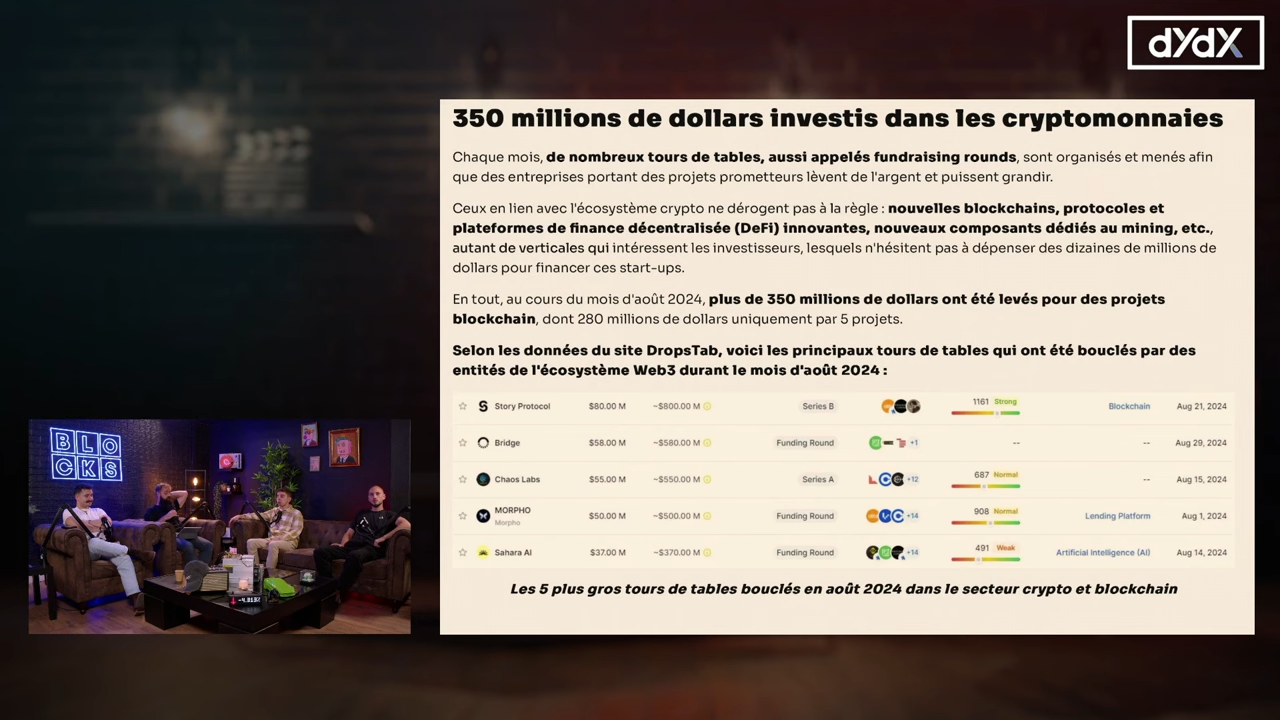 dYdX
350 millions de dollars investis dans les cryptomonnaies
Chaque mois, de nombreux tours de tables, aussi appelés fundraising rounds, sont organisés et menés afin
que des entreprises portant des projets prometteurs lèvent de l'argent et puissent grandir.
Ceux en lien avec l'écosystème crypto ne dérogent pas à la règle : nouvelles blockchains, protocoles et
plateformes de finance décentralisée (DeFi) innovantes, nouveaux composants dédiés au mining, etc.,
autant de verticales qui intéressent les investisseurs, lesquels n'hésitent pas à dépenser des dizaines de millions de
dollars pour financer ces start-ups.
En tout, au cours du mois d'août 2024, plus de 350 millions de dollars ont été levés pour des projets
blockchain, dont 280 millions de dollars uniquement par 5 projets.
Selon les données du site DropsTab, voici les principaux tours de tables qui ont été bouclés par des
entités de l'écosystème Web3 durant le mois d'août 2024 :
Story Protocol $80.00 M ~$800.00 M Series B 1161 Strong Blockchain Aug 21, 2024
Bridge $58.00 M ~$580.00 M Funding Round +1 -- -- Aug 29, 2024
Chaos Labs $55.00 M ~$550.00 M Series A +12 687 Normal -- Aug 15, 2024
MORPHO $50.00 M ~$500.00 M Funding Round +14 908 Normal Lending Platform Aug 1, 2024
Morpho
Sahara AI $37.00 M ~$370.00 M Funding Round +14 491 Weak Artificial Intelligence (AI) Aug 14, 2024
Les 5 plus gros tours de tables bouclés en août 2024 dans le secteur crypto et blockchain
BLO
CKS